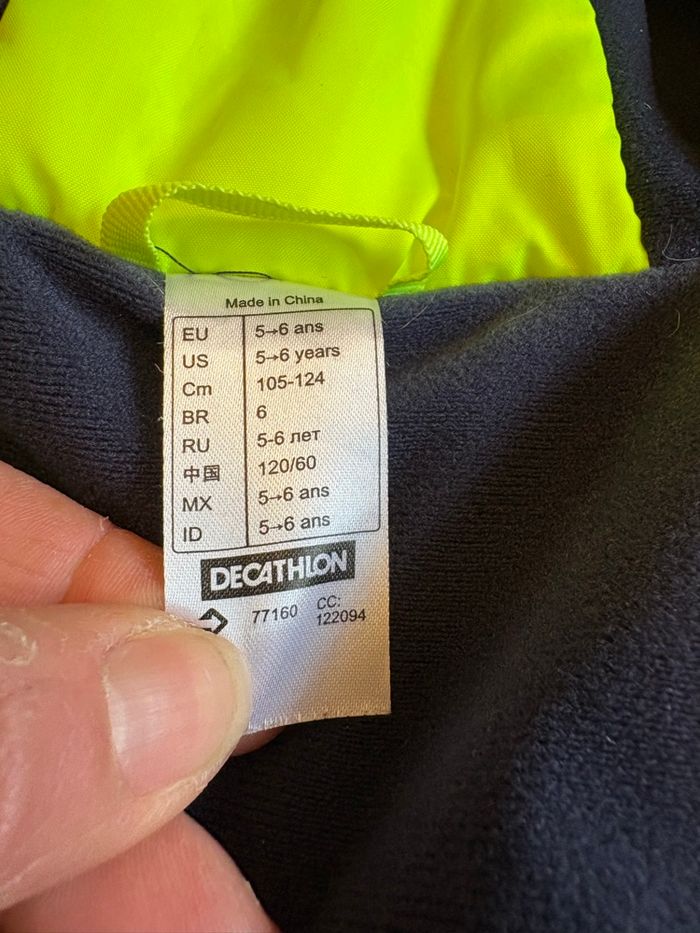 Made in China
EU 5→6 ans
US 5→6 years
Cm 105-124
BR 6
RU 5-6 лет
中国 120/60
MX 5→6 ans
ID 5→6 ans
DECATHLON
77160 CC:
122094